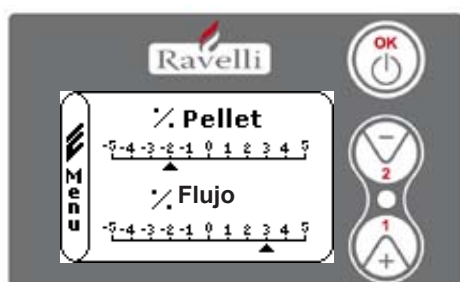 Ravelli
OK
% Pellet
-5 -4 -3 -2 -1 0 1 2 3 4 5
Menu
% Flujo
-5 -4 -3 -2 -1 0 1 2 3 4 5
−
2
1
+